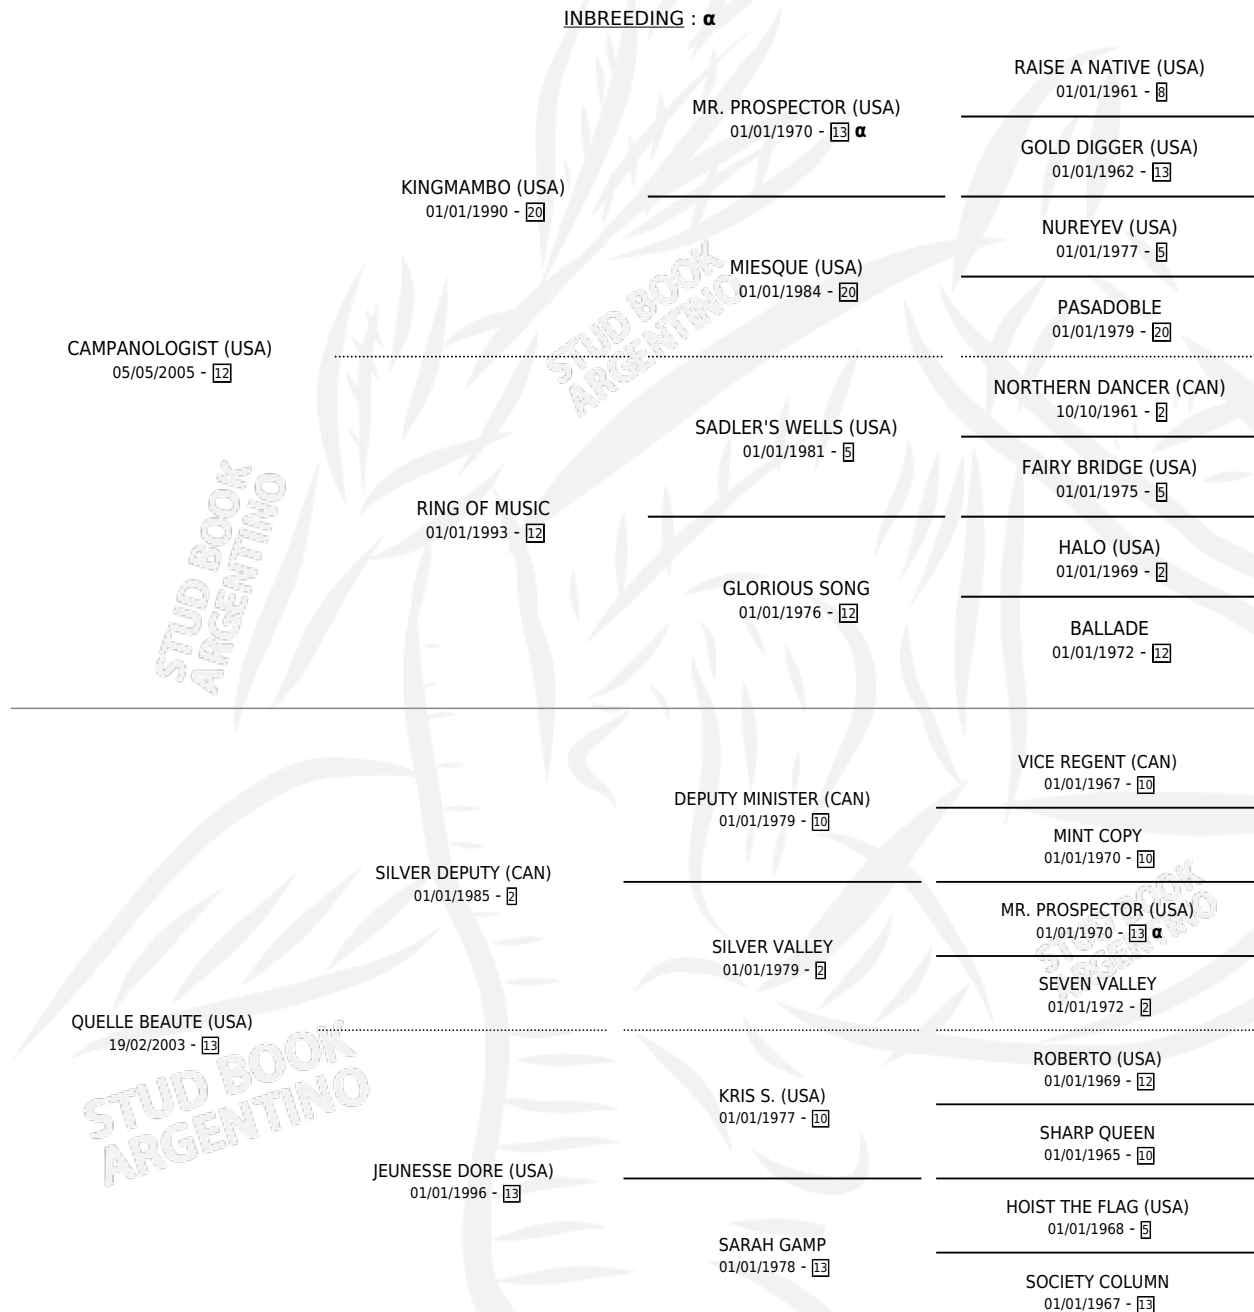 INBREEDING : α
RAISE A NATIVE (USA)
01/01/1961 - 8
MR. PROSPECTOR (USA)
01/01/1970 - 13 α
GOLD DIGGER (USA)
01/01/1962 - 13
KINGMAMBO (USA)
01/01/1990 - 20
NUREYEV (USA)
01/01/1977 - 5
MIESQUE (USA)
01/01/1984 - 20
PASADOBLE
01/01/1979 - 20
STUD BOOK
ARGENTINO
CAMPANOLOGIST (USA)
05/05/2005 - 12
NORTHERN DANCER (CAN)
10/10/1961 - 2
SADLER'S WELLS (USA)
01/01/1981 - 5
FAIRY BRIDGE (USA)
01/01/1975 - 5
RING OF MUSIC
01/01/1993 - 12
HALO (USA)
01/01/1969 - 2
GLORIOUS SONG
01/01/1976 - 12
BALLADE
01/01/1972 - 12
STUD BOOK
ARGENTINO
VICE REGENT (CAN)
01/01/1967 - 10
DEPUTY MINISTER (CAN)
01/01/1979 - 10
MINT COPY
01/01/1970 - 10
SILVER DEPUTY (CAN)
01/01/1985 - 2
MR. PROSPECTOR (USA)
01/01/1970 - 13 α
SILVER VALLEY
01/01/1979 - 2
SEVEN VALLEY
01/01/1972 - 2
STUD BOOK
ARGENTINO
QUELLE BEAUTE (USA)
19/02/2003 - 13
ROBERTO (USA)
01/01/1969 - 12
KRIS S. (USA)
01/01/1977 - 10
SHARP QUEEN
01/01/1965 - 10
STUD BOOK
ARGENTINO
JEUNESSE DORE (USA)
01/01/1996 - 13
HOIST THE FLAG (USA)
01/01/1968 - 5
SARAH GAMP
01/01/1978 - 13
SOCIETY COLUMN
01/01/1967 - 13